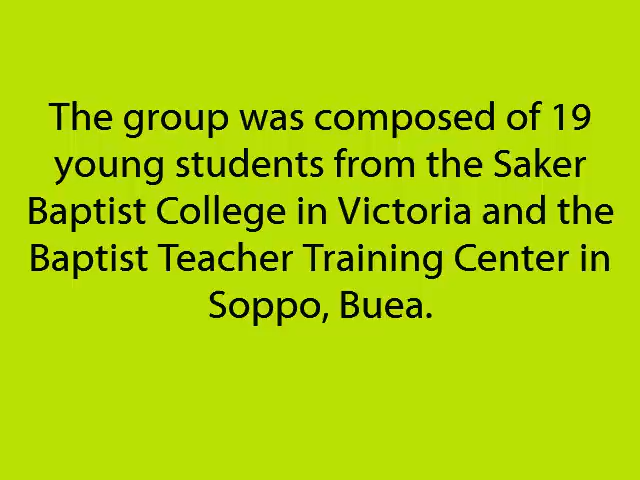 The group was composed of 19
young students from the Saker
Baptist College in Victoria and the
Baptist Teacher Training Center in
Soppo, Buea.